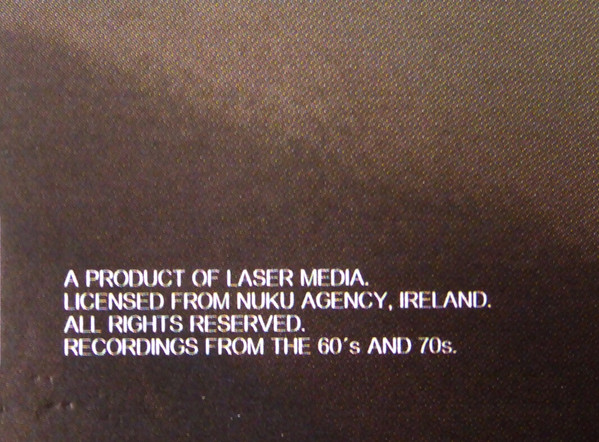 A PRODUCT OF LASER MEDIA.
LICENSED FROM NUKU AGENCY, IRELAND.
ALL RIGHTS RESERVED.
RECORDINGS FROM THE 60´s AND 70s.